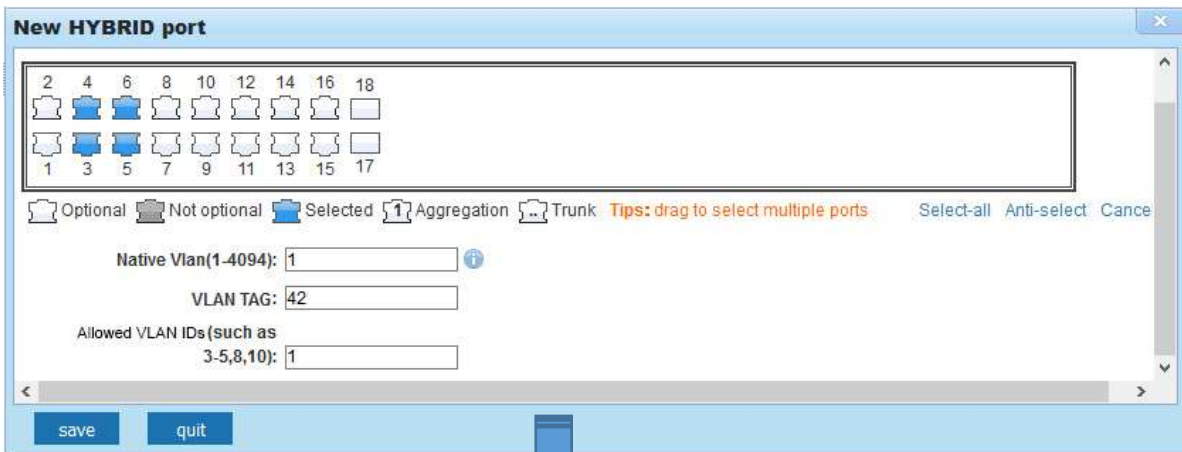 New HYBRID port
2 4 6 8 10 12 14 16 18
1 3 5 7 9 11 13 15 17
Optional Not optional Selected 1 Aggregation .. Trunk Tips: drag to select multiple ports Select-all Anti-select Cance
Native Vlan(1-4094): 1
VLAN TAG: 42
Allowed VLAN IDs(such as
3-5,8,10): 1
save quit